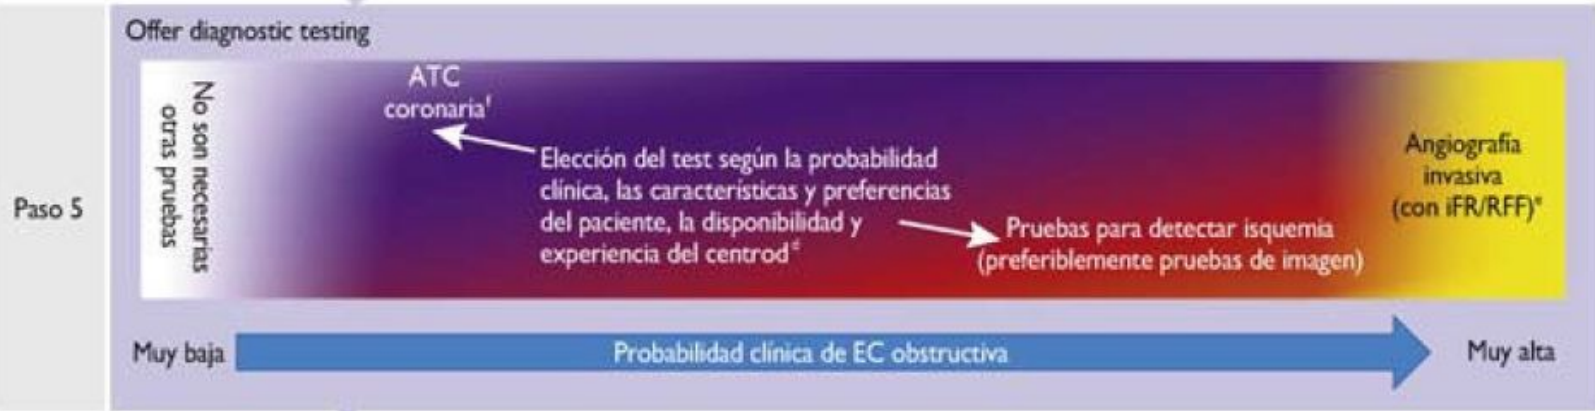 Offer diagnostic testing
No son necesarias
otras pruebas
ATC
coronariaᶠ
Elección del test según la probabilidad
clínica, las características y preferencias
del paciente, la disponibilidad y
experiencia del centrodᵈ
Pruebas para detectar isquemia
(preferiblemente pruebas de imagen)
Angiografía
invasiva
(con iFR/RFF)ᵉ
Paso 5
Muy baja
Probabilidad clínica de EC obstructiva
Muy alta